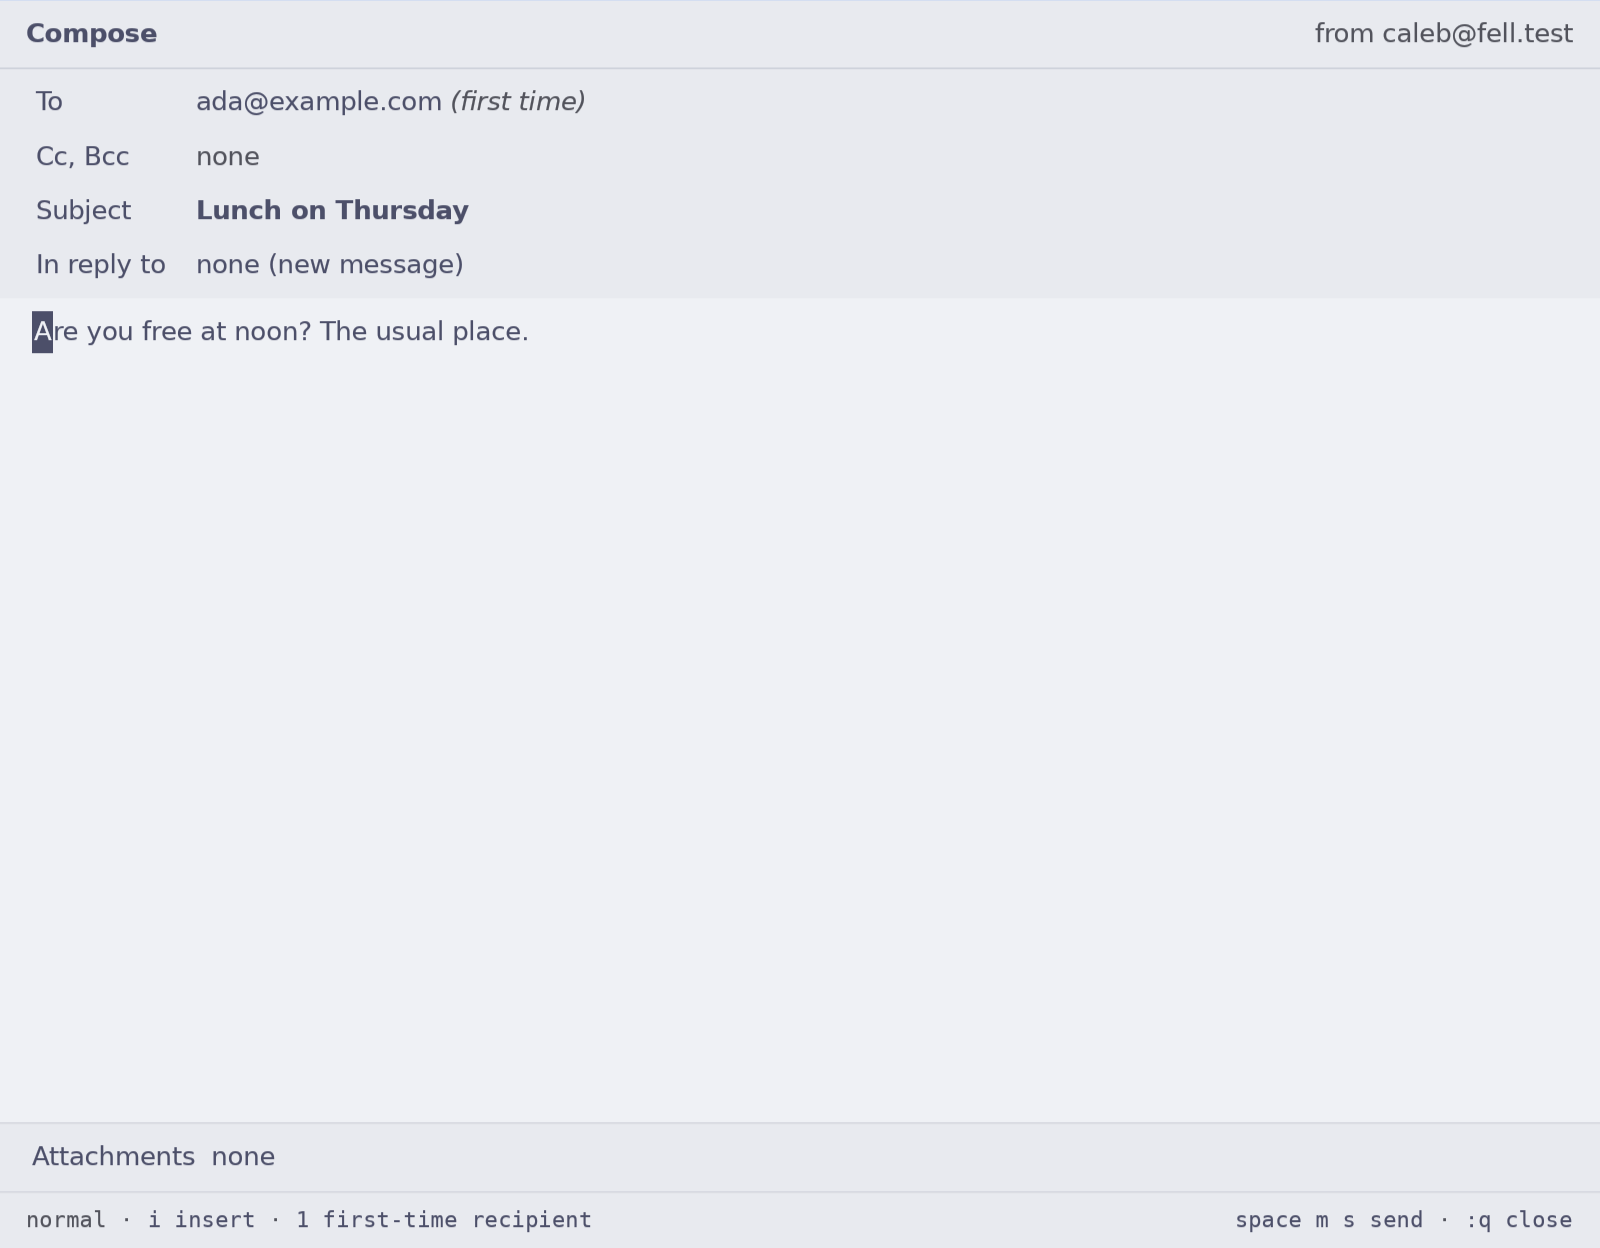 Compose from caleb@fell.test
To ada@example.com (first time)
Cc, Bcc none
Subject Lunch on Thursday
In reply to none (new message)
Are you free at noon? The usual place.
Attachments none
normal · i insert · 1 first-time recipient space m s send · :q close